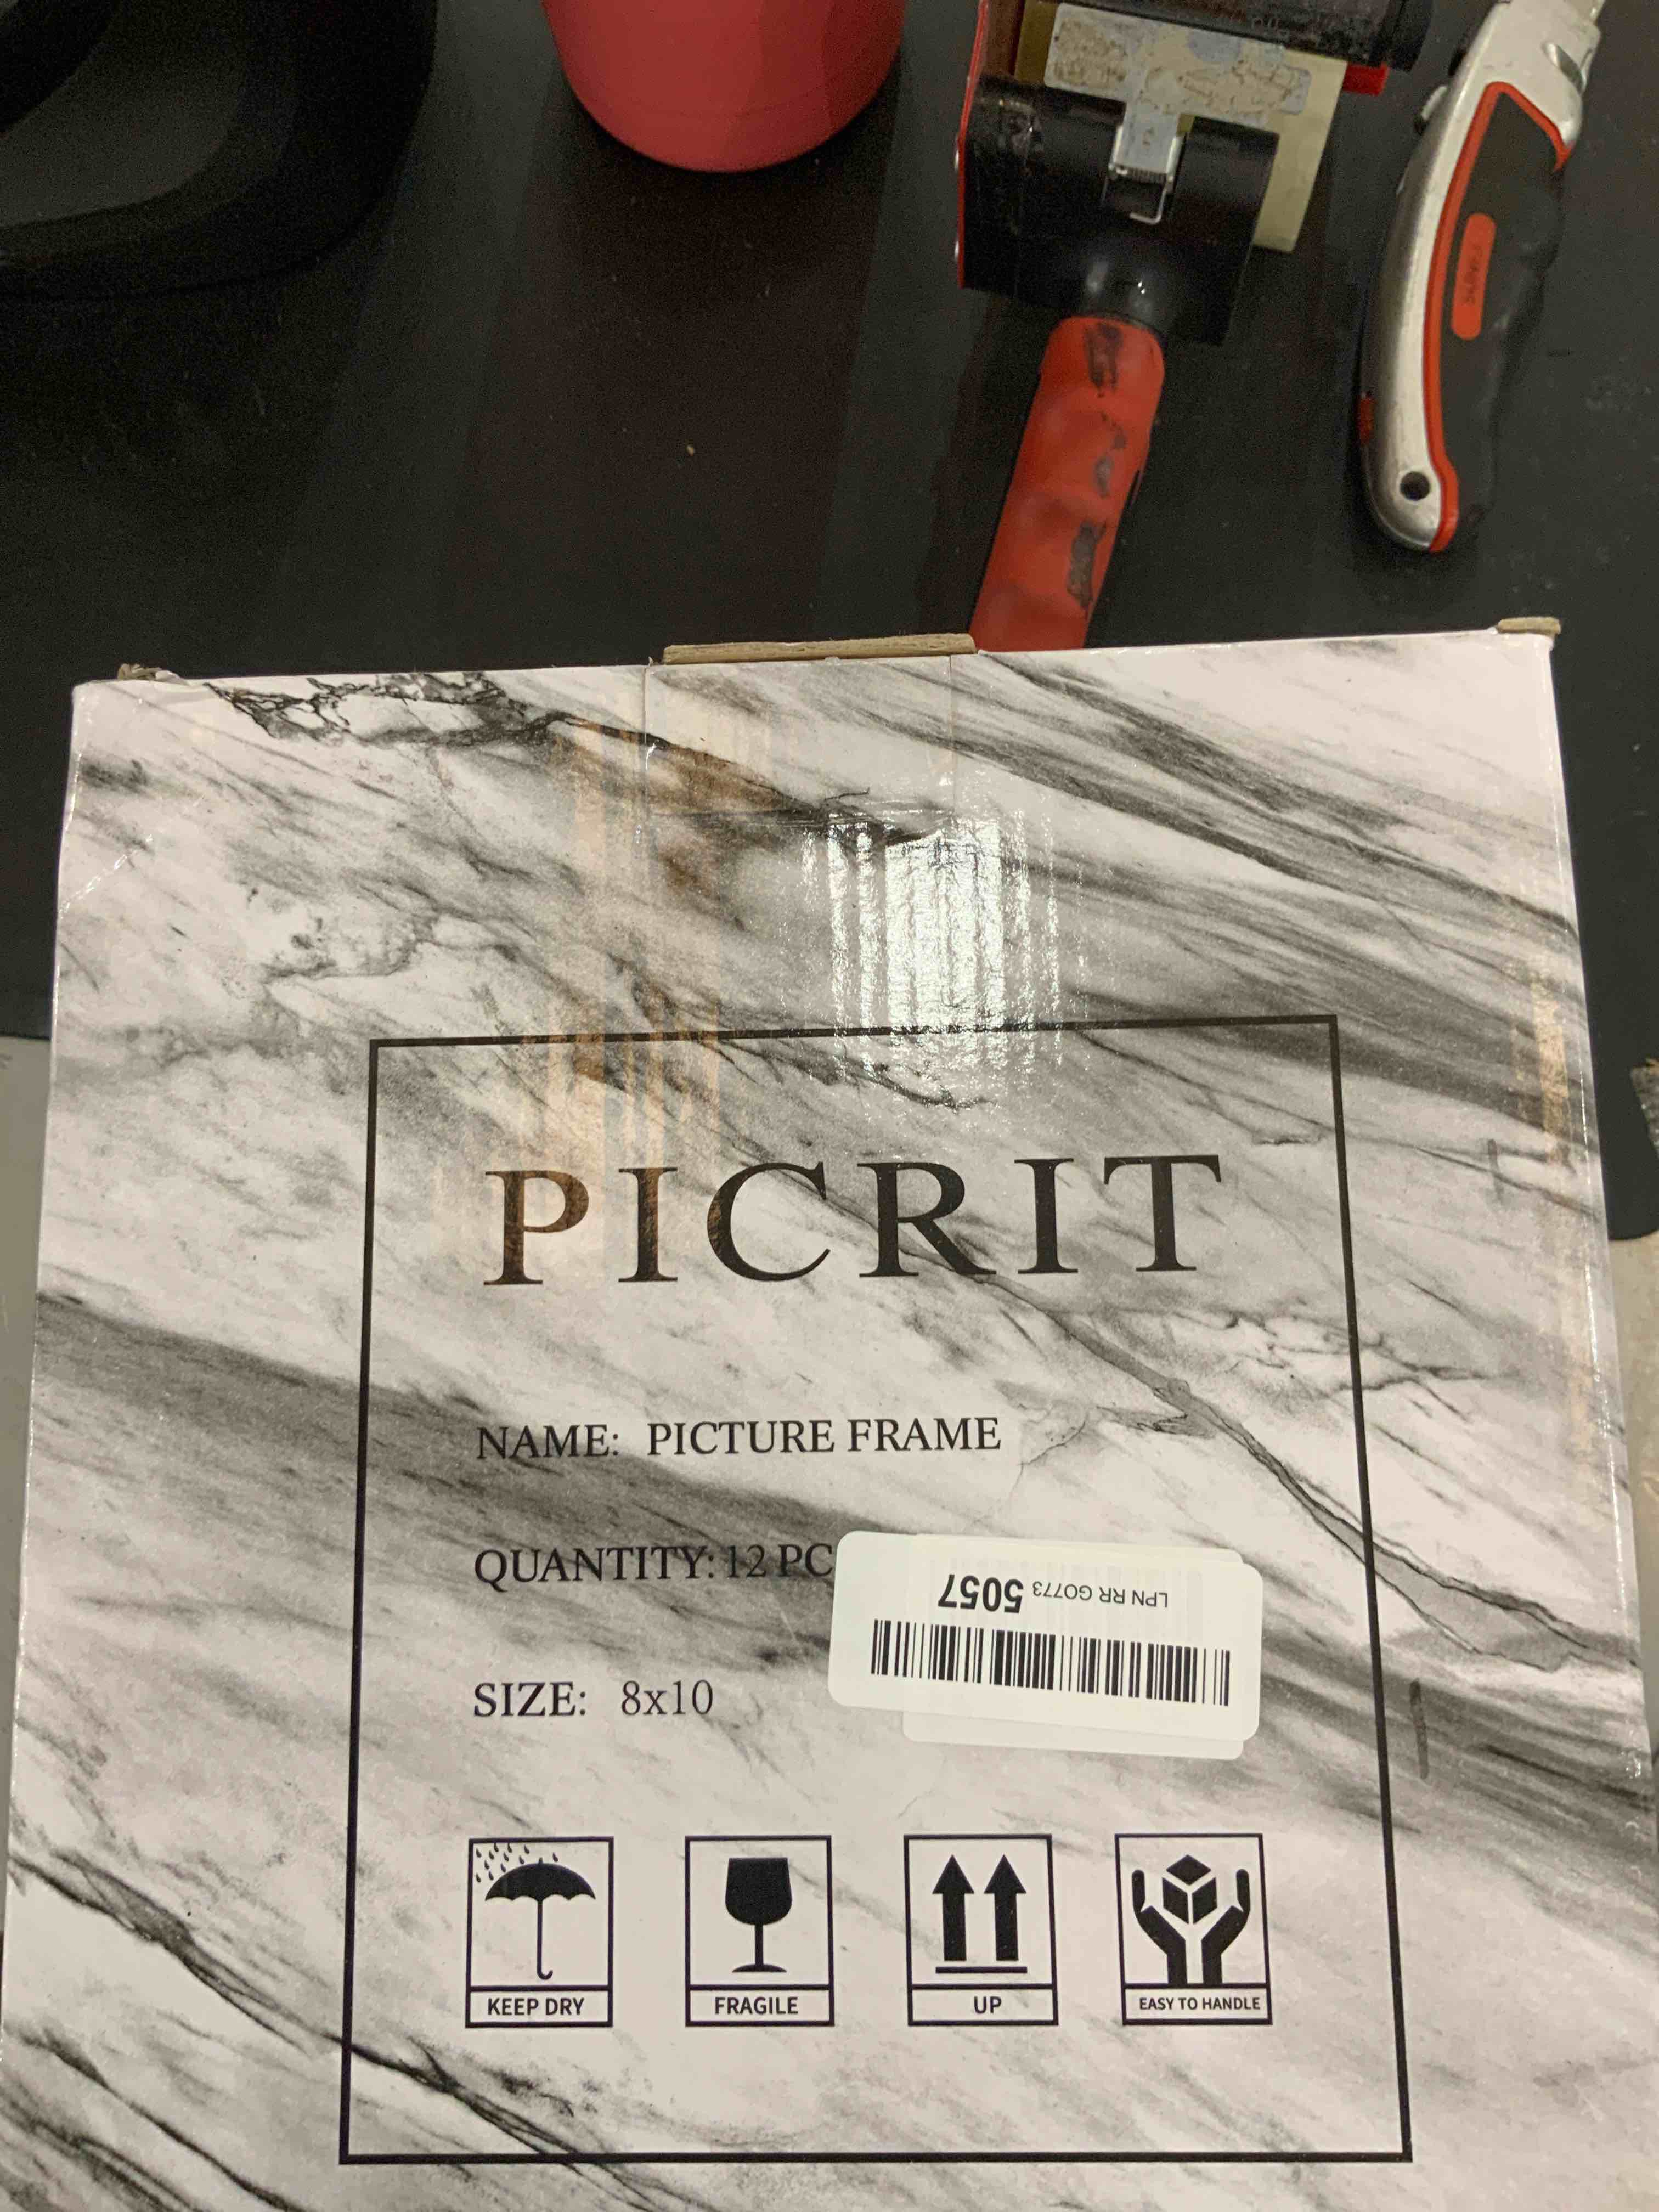 PICRIT
NAME: PICTURE FRAME
QUANTITY: 12 PC
LPN RR GO773 5057
SIZE: 8x10
KEEP DRY
FRAGILE
UP
EASY TO HANDLE